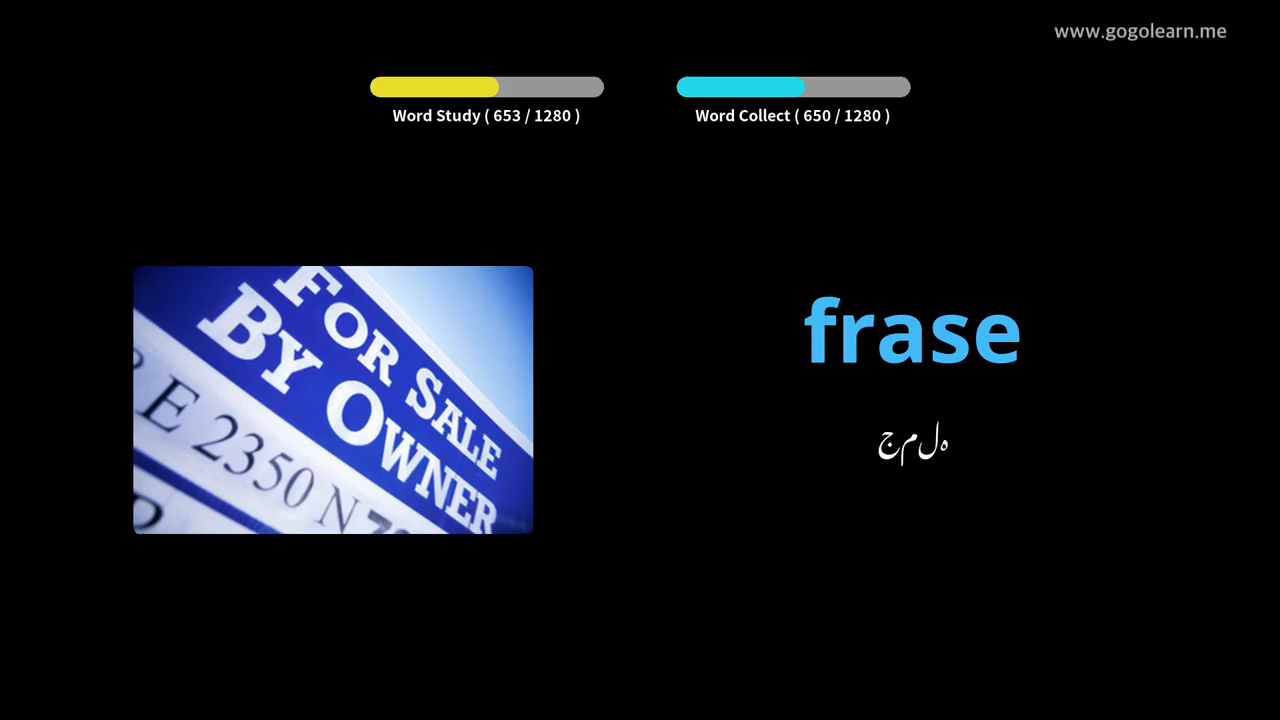 www.gogolearn.me
Word Study ( 653 / 1280 )
Word Collect ( 650 / 1280 )
FOR SALE
BY OWNER
E 2350 N
frase
جملہ